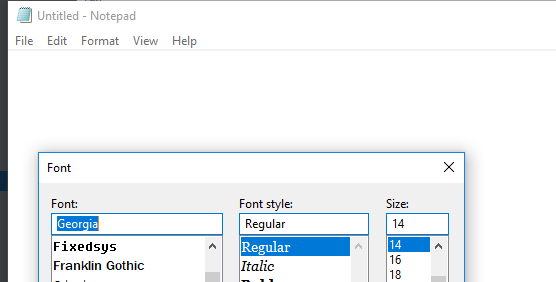 Untitled - Notepad
File Edit Format View Help
Font
Font: Font style: Size:
Georgia Regular 14
Fixedsys Regular 14
Franklin Gothic Italic 16
18